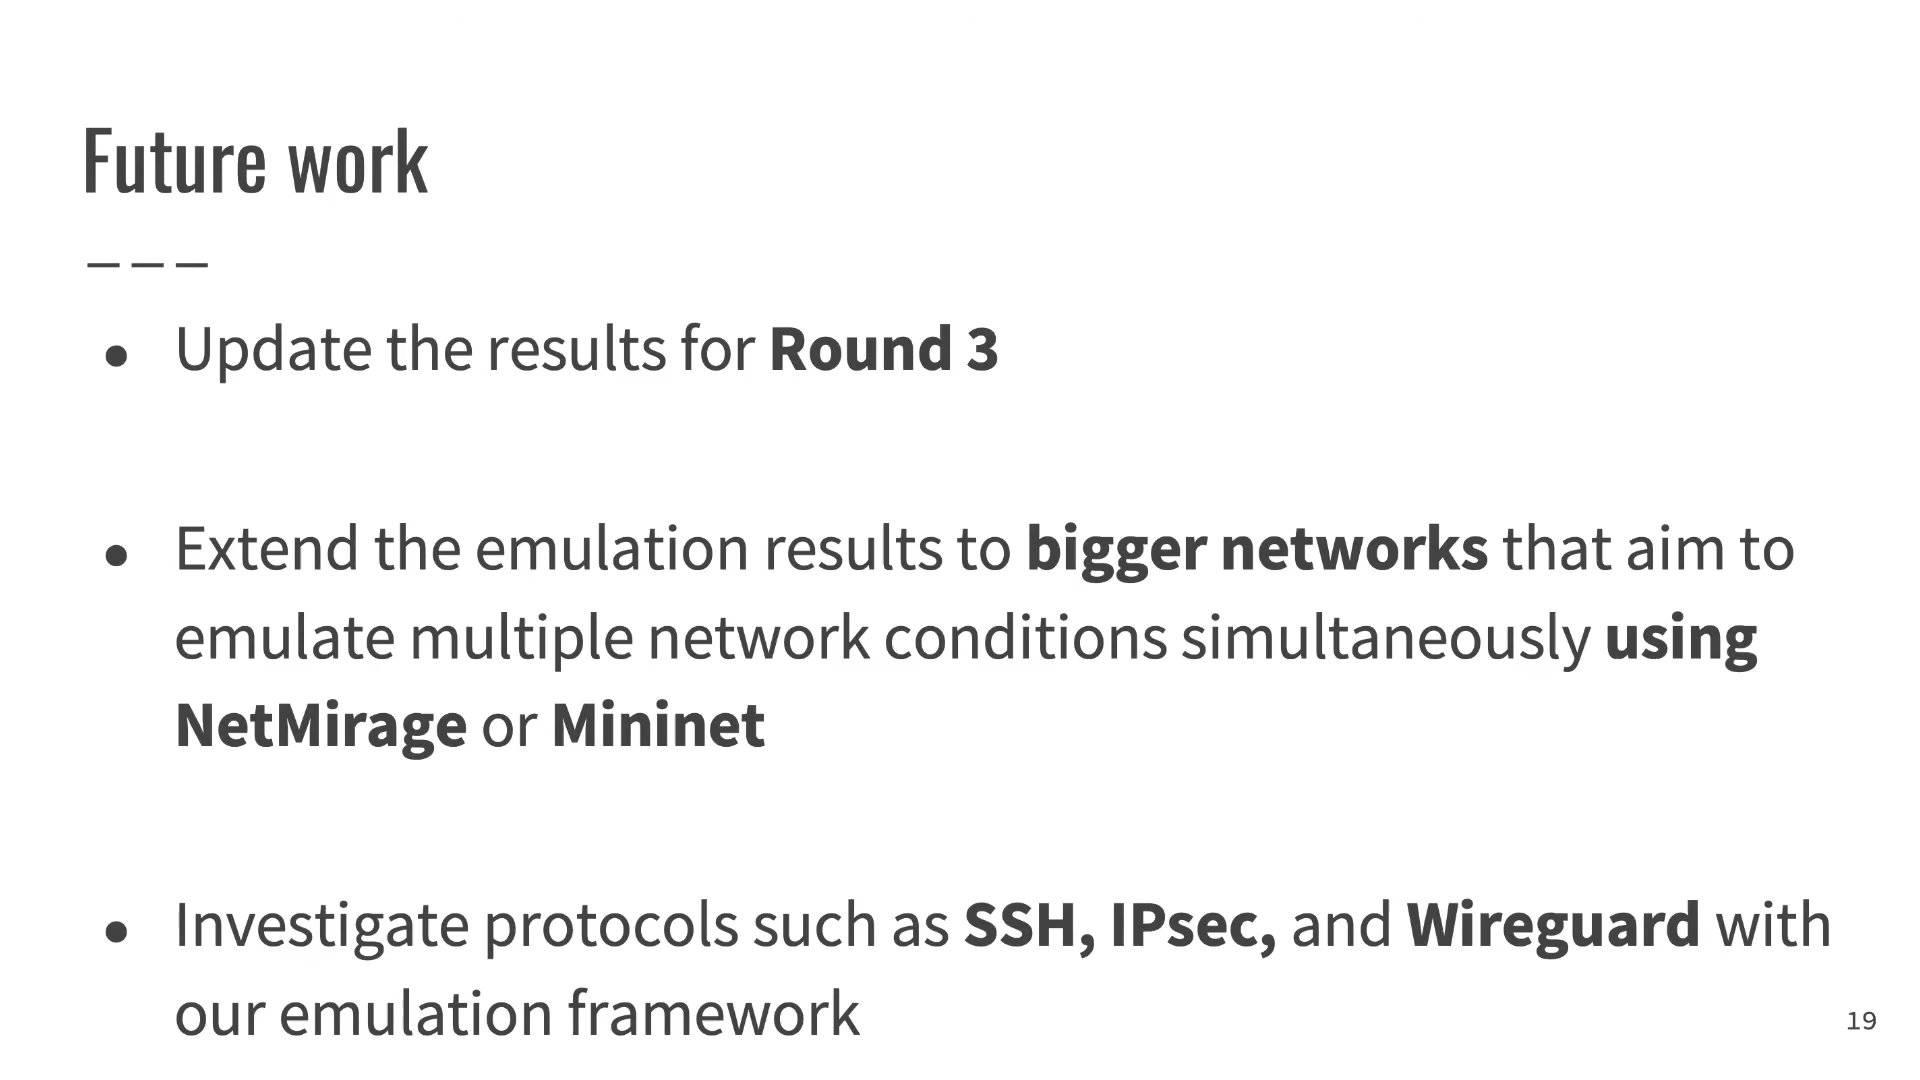 Future work
● Update the results for Round 3
● Extend the emulation results to bigger networks that aim to
emulate multiple network conditions simultaneously using
NetMirage or Mininet
● Investigate protocols such as SSH, IPsec, and Wireguard with
our emulation framework
19